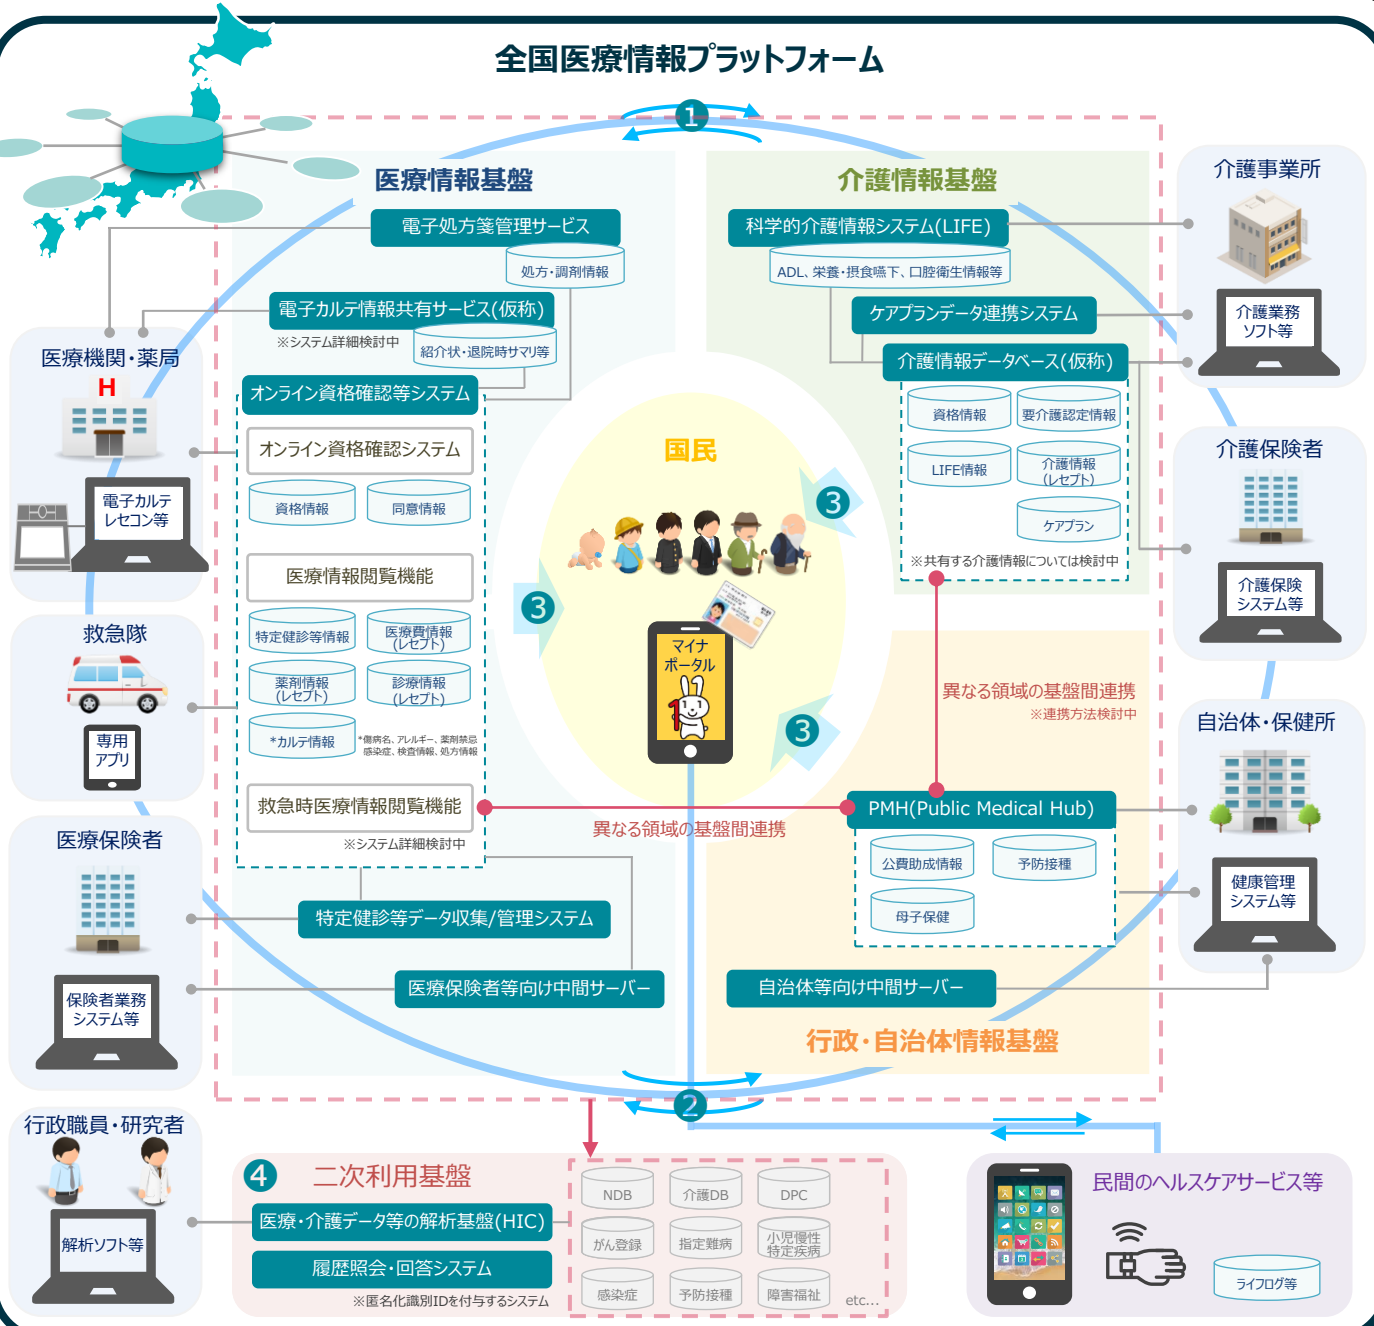 全国医療情報プラットフォーム
1
医療情報基盤
電子処方箋管理サービス
処方・調剤情報
電子カルテ情報共有サービス(仮称)
※システム詳細検討中
紹介状・退院時サマリ等
オンライン資格確認等システム
オンライン資格確認システム
資格情報
同意情報
医療情報閲覧機能
特定健診等情報
医療費情報
(レセプト)
薬剤情報
(レセプト)
診療情報
(レセプト)
*カルテ情報
*傷病名、アレルギー、薬剤禁忌
感染症、検査情報、処方情報
救急時医療情報閲覧機能
※システム詳細検討中
特定健診等データ収集/管理システム
医療保険者等向け中間サーバー
介護情報基盤
科学的介護情報システム(LIFE)
ADL、栄養・摂食嚥下、口腔衛生情報等
ケアプランデータ連携システム
介護情報データベース(仮称)
資格情報
要介護認定情報
LIFE情報
介護情報
(レセプト)
ケアプラン
※共有する介護情報については検討中
国民
3
3
3
マイナ
ポータル
1
異なる領域の基盤間連携
※連携方法検討中
異なる領域の基盤間連携
PMH(Public Medical Hub)
公費助成情報
予防接種
母子保健
自治体等向け中間サーバー
行政・自治体情報基盤
2
医療機関・薬局
H
電子カルテ
レセコン等
救急隊
専用
アプリ
医療保険者
保険者業務
システム等
行政職員・研究者
解析ソフト等
介護事業所
介護業務
ソフト等
介護保険者
介護保険
システム等
自治体・保健所
健康管理
システム等
4
二次利用基盤
医療・介護データ等の解析基盤(HIC)
履歴照会・回答システム
※匿名化識別IDを付与するシステム
NDB
介護DB
DPC
がん登録
指定難病
小児慢性
特定疾病
感染症
予防接種
障害福祉
etc...
民間のヘルスケアサービス等
ライフログ等